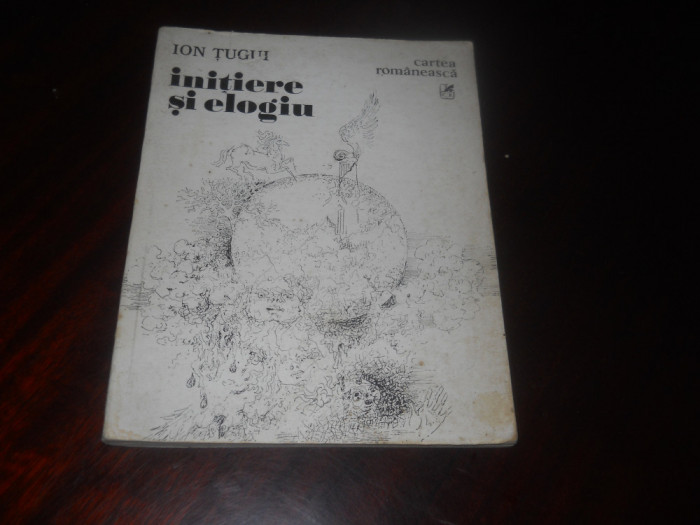 ION ȚUGUI
inițiere
și elogiu
cartea
românească